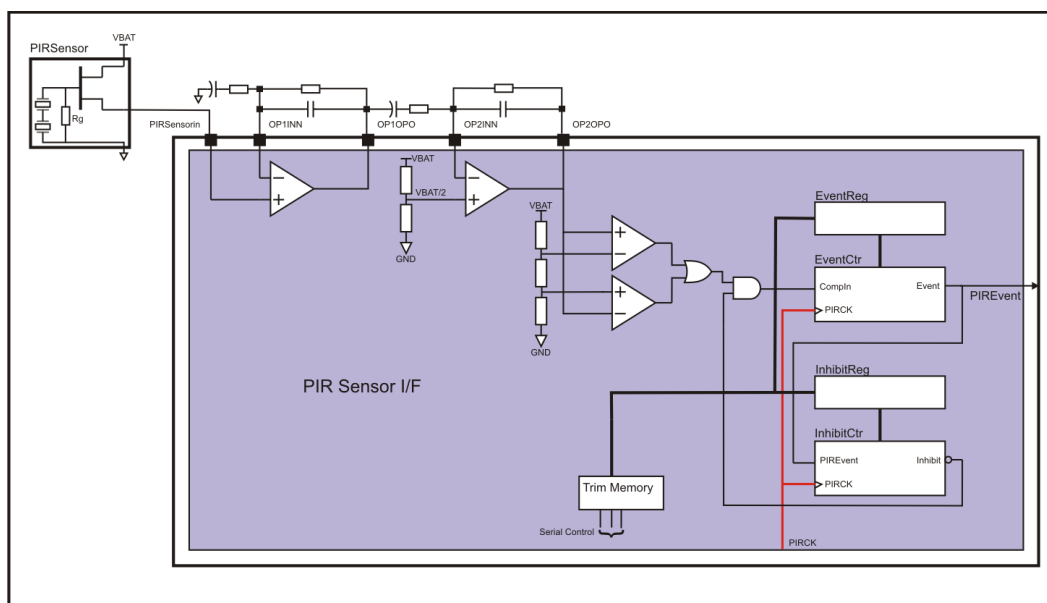 VBAT
PIRSensor
Rg
PIRSensorin
OP1INN
OP1OPO
OP2INN
OP2OPO
VBAT
VBAT/2
GND
VBAT
GND
EventReg
EventCtr
CompIn
Event
PIRCK
PIREvent
PIR Sensor I/F
InhibitReg
InhibitCtr
PIREvent
Inhibit
PIRCK
Trim Memory
Serial Control
PIRCK